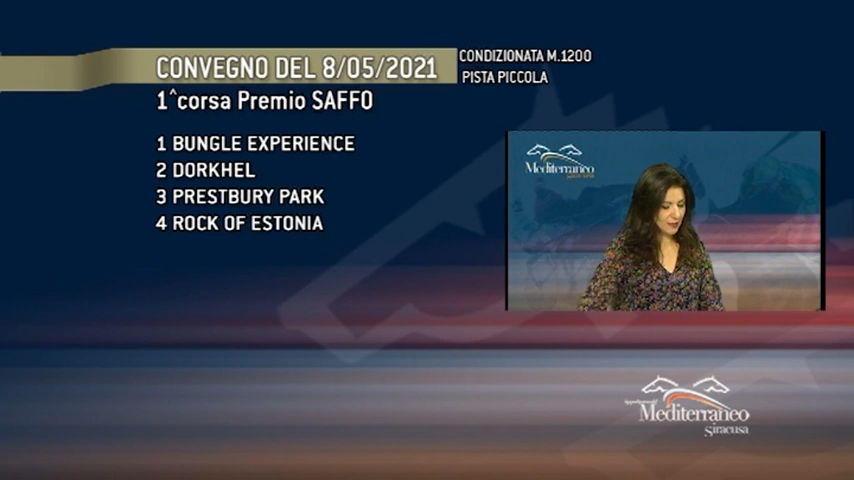 CONVEGNO DEL 8/05/2021
CONDIZIONATA M.1200
PISTA PICCOLA
1^corsa Premio SAFFO
1 BUNGLE EXPERIENCE
2 DORKHEL
3 PRESTBURY PARK
4 ROCK OF ESTONIA
Mediterraneo
Mediterraneo
Siracusa